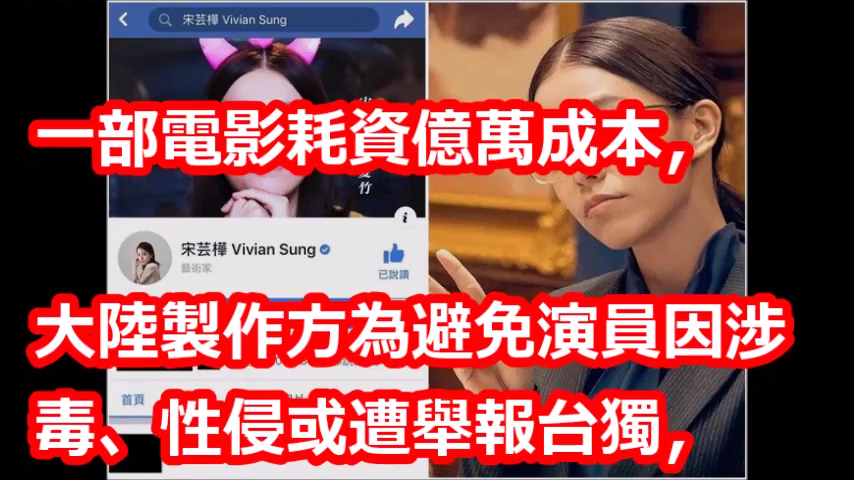 宋芸樺 Vivian Sung
一部電影耗資億萬成本,
竹
i
宋芸樺 Vivian Sung
藝術家
已說讚
大陸製作方為避免演員因涉
首頁
毒、性侵或遭舉報台獨,